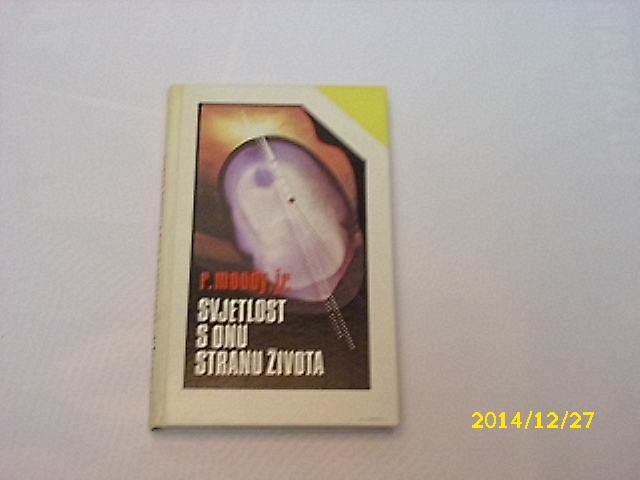 r. moody, jr.
SVJETLOST
S ONU
STRANU ŽIVOTA
2014/12/27